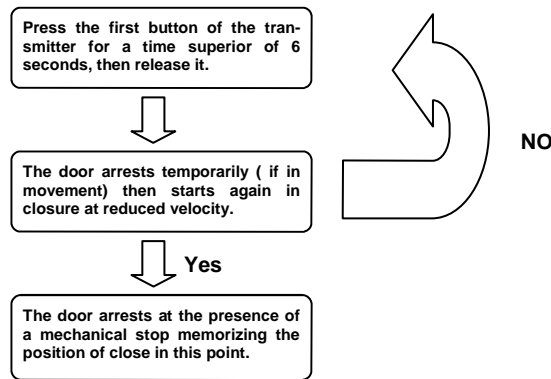 Press the first button of the tran-
smitter for a time superior of 6
seconds, then release it.
The door arrests temporarily ( if in
movement) then starts again in
closure at reduced velocity.
NO
Yes
The door arrests at the presence of
a mechanical stop memorizing the
position of close in this point.